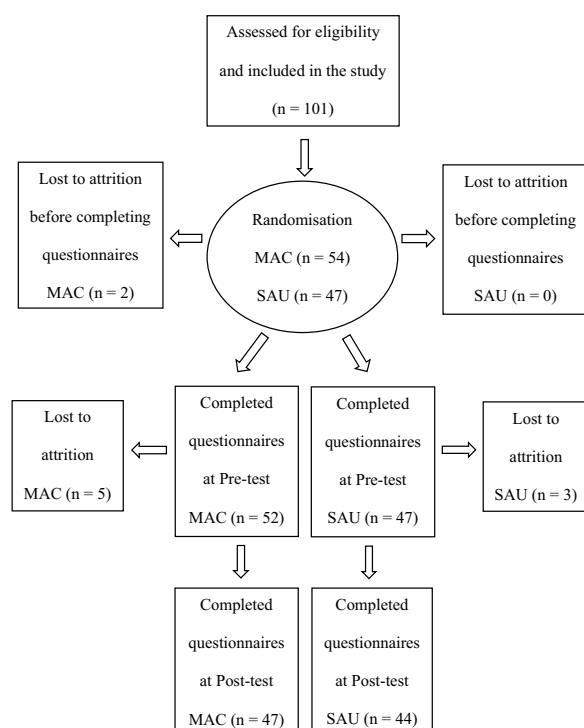 Assessed for eligibility
and included in the study
(n = 101)
Lost to attrition
before completing
questionnaires
MAC (n = 2)
Randomisation
MAC (n = 54)
SAU (n = 47)
Lost to attrition
before completing
questionnaires
SAU (n = 0)
Lost to
attrition
MAC (n = 5)
Completed
questionnaires
at Pre-test
MAC (n = 52)
Completed
questionnaires
at Pre-test
SAU (n = 47)
Lost to
attrition
SAU (n = 3)
Completed
questionnaires
at Post-test
MAC (n = 47)
Completed
questionnaires
at Post-test
SAU (n = 44)